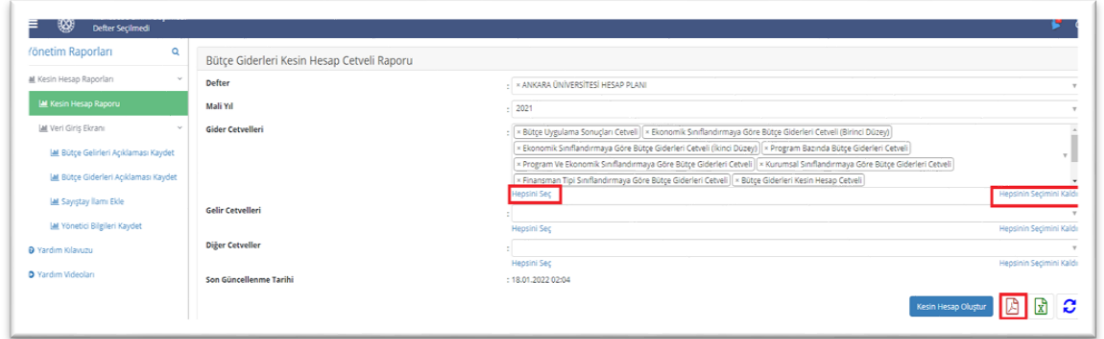 Defter Seçilmedi
Yönetim Raporları
Kesin Hesap Raporları
Kesin Hesap Raporu
Veri Giriş Ekranı
Bütçe Gelirleri Açıklaması Kaydet
Bütçe Giderleri Açıklaması Kaydet
Sayıştay İlamı Ekle
Yönetici Bilgileri Kaydet
Yardım Kılavuzu
Yardım Videoları
Bütçe Giderleri Kesin Hesap Cetveli Raporu
Defter : × ANKARA ÜNİVERSİTESİ HESAP PLANI
Mali Yıl : 2021
Gider Cetvelleri : × Bütçe Uygulama Sonuçları Cetveli × Ekonomik Sınıflandırmaya Göre Bütçe Giderleri Cetveli (Birinci Düzey)
× Ekonomik Sınıflandırmaya Göre Bütçe Giderleri Cetveli (İkinci Düzey) × Program Bazında Bütçe Giderleri Cetveli
× Program Ve Ekonomik Sınıflandırmaya Göre Bütçe Giderleri Cetveli × Kurumsal Sınıflandırmaya Göre Bütçe Giderleri Cetveli
× Finansman Tipi Sınıflandırmaya Göre Bütçe Giderleri Cetveli × Bütçe Giderleri Kesin Hesap Cetveli
Hepsini Seç Hepsinin Seçimini Kaldı
Gelir Cetvelleri :
Hepsini Seç Hepsinin Seçimini Kaldı
Diğer Cetveller :
Hepsini Seç Hepsinin Seçimini Kaldı
Son Güncellenme Tarihi : 18.01.2022 02:04
Kesin Hesap Oluştur